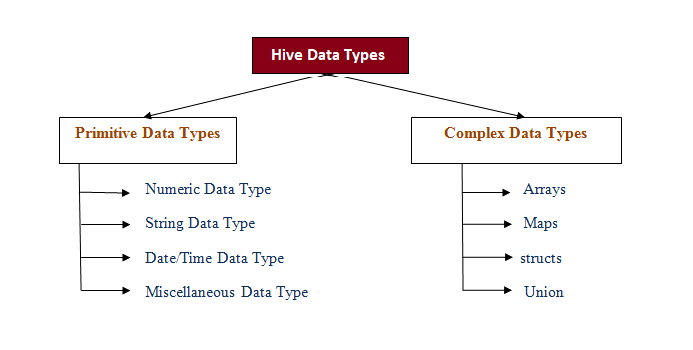 Hive Data Types
Primitive Data Types
Numeric Data Type
String Data Type
Date/Time Data Type
Miscellaneous Data Type
Complex Data Types
Arrays
Maps
structs
Union